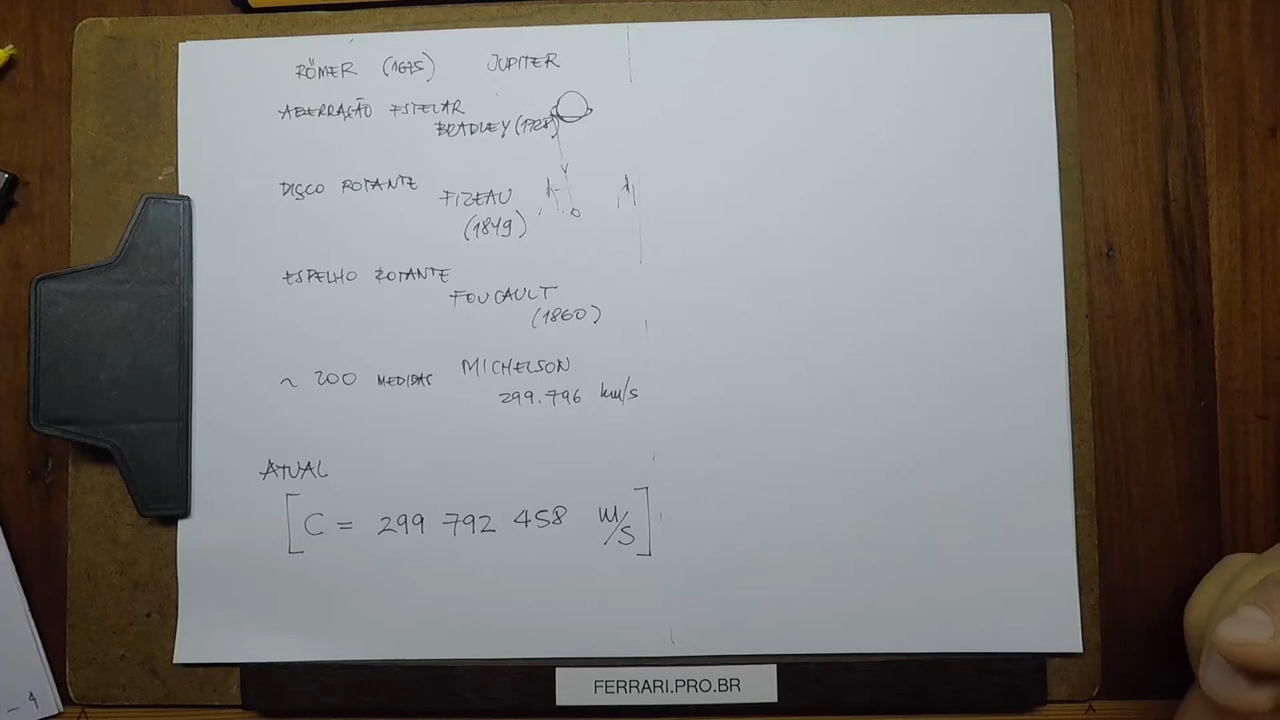 RÖMER (1675) JUPITER
ABERRAÇÃO ESTELAR
BRADLEY (1728)
DISCO ROTANTE FIZEAU
(1849)
ESPELHO ROTANTE
FOUCAULT
(1860)
~ 200 MEDIDAS MICHELSON
299.796 km/s
ATUAL
[C = 299 792 458 m/s]
FERRARI.PRO.BR